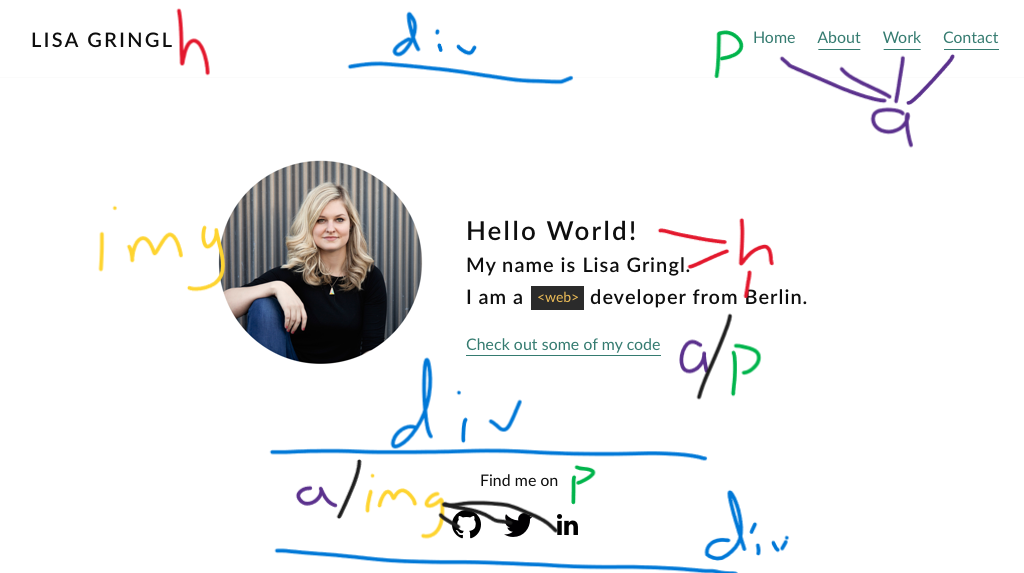 LISA GRINGL h div p Home About Work Contact
a
img
Hello World!
My name is Lisa Gringl. h
I am a <web> developer from Berlin.
Check out some of my code a/p
div
a/img Find me on p
in
div